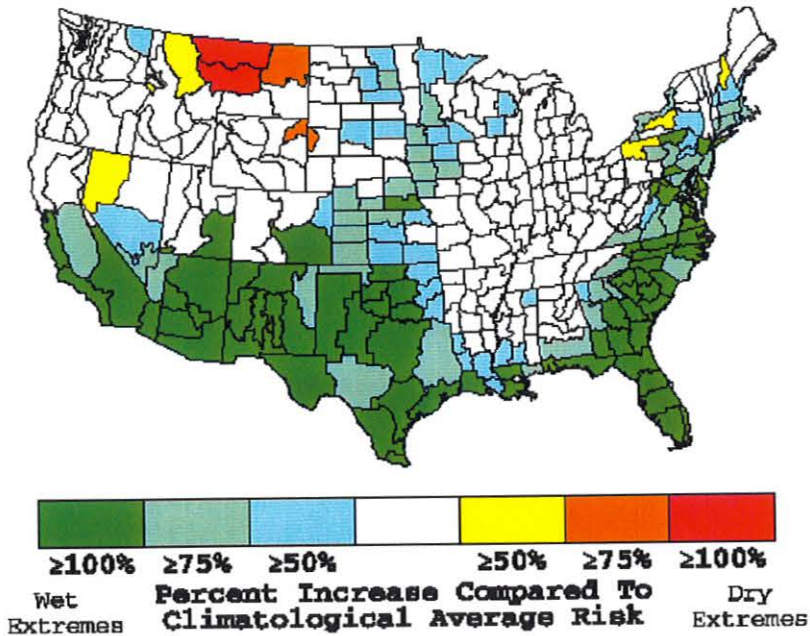 ≥100% ≥75% ≥50% ≥50% ≥75% ≥100%
Wet Extremes
Percent Increase Compared To
Climatological Average Risk
Dry Extremes